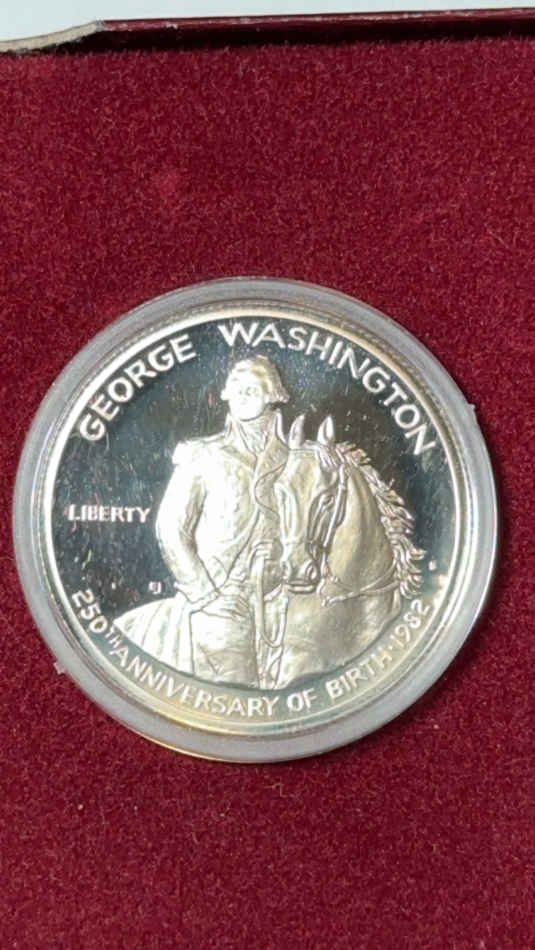 GEORGE WASHINGTON
LIBERTY
250TH ANNIVERSARY OF BIRTH·1982